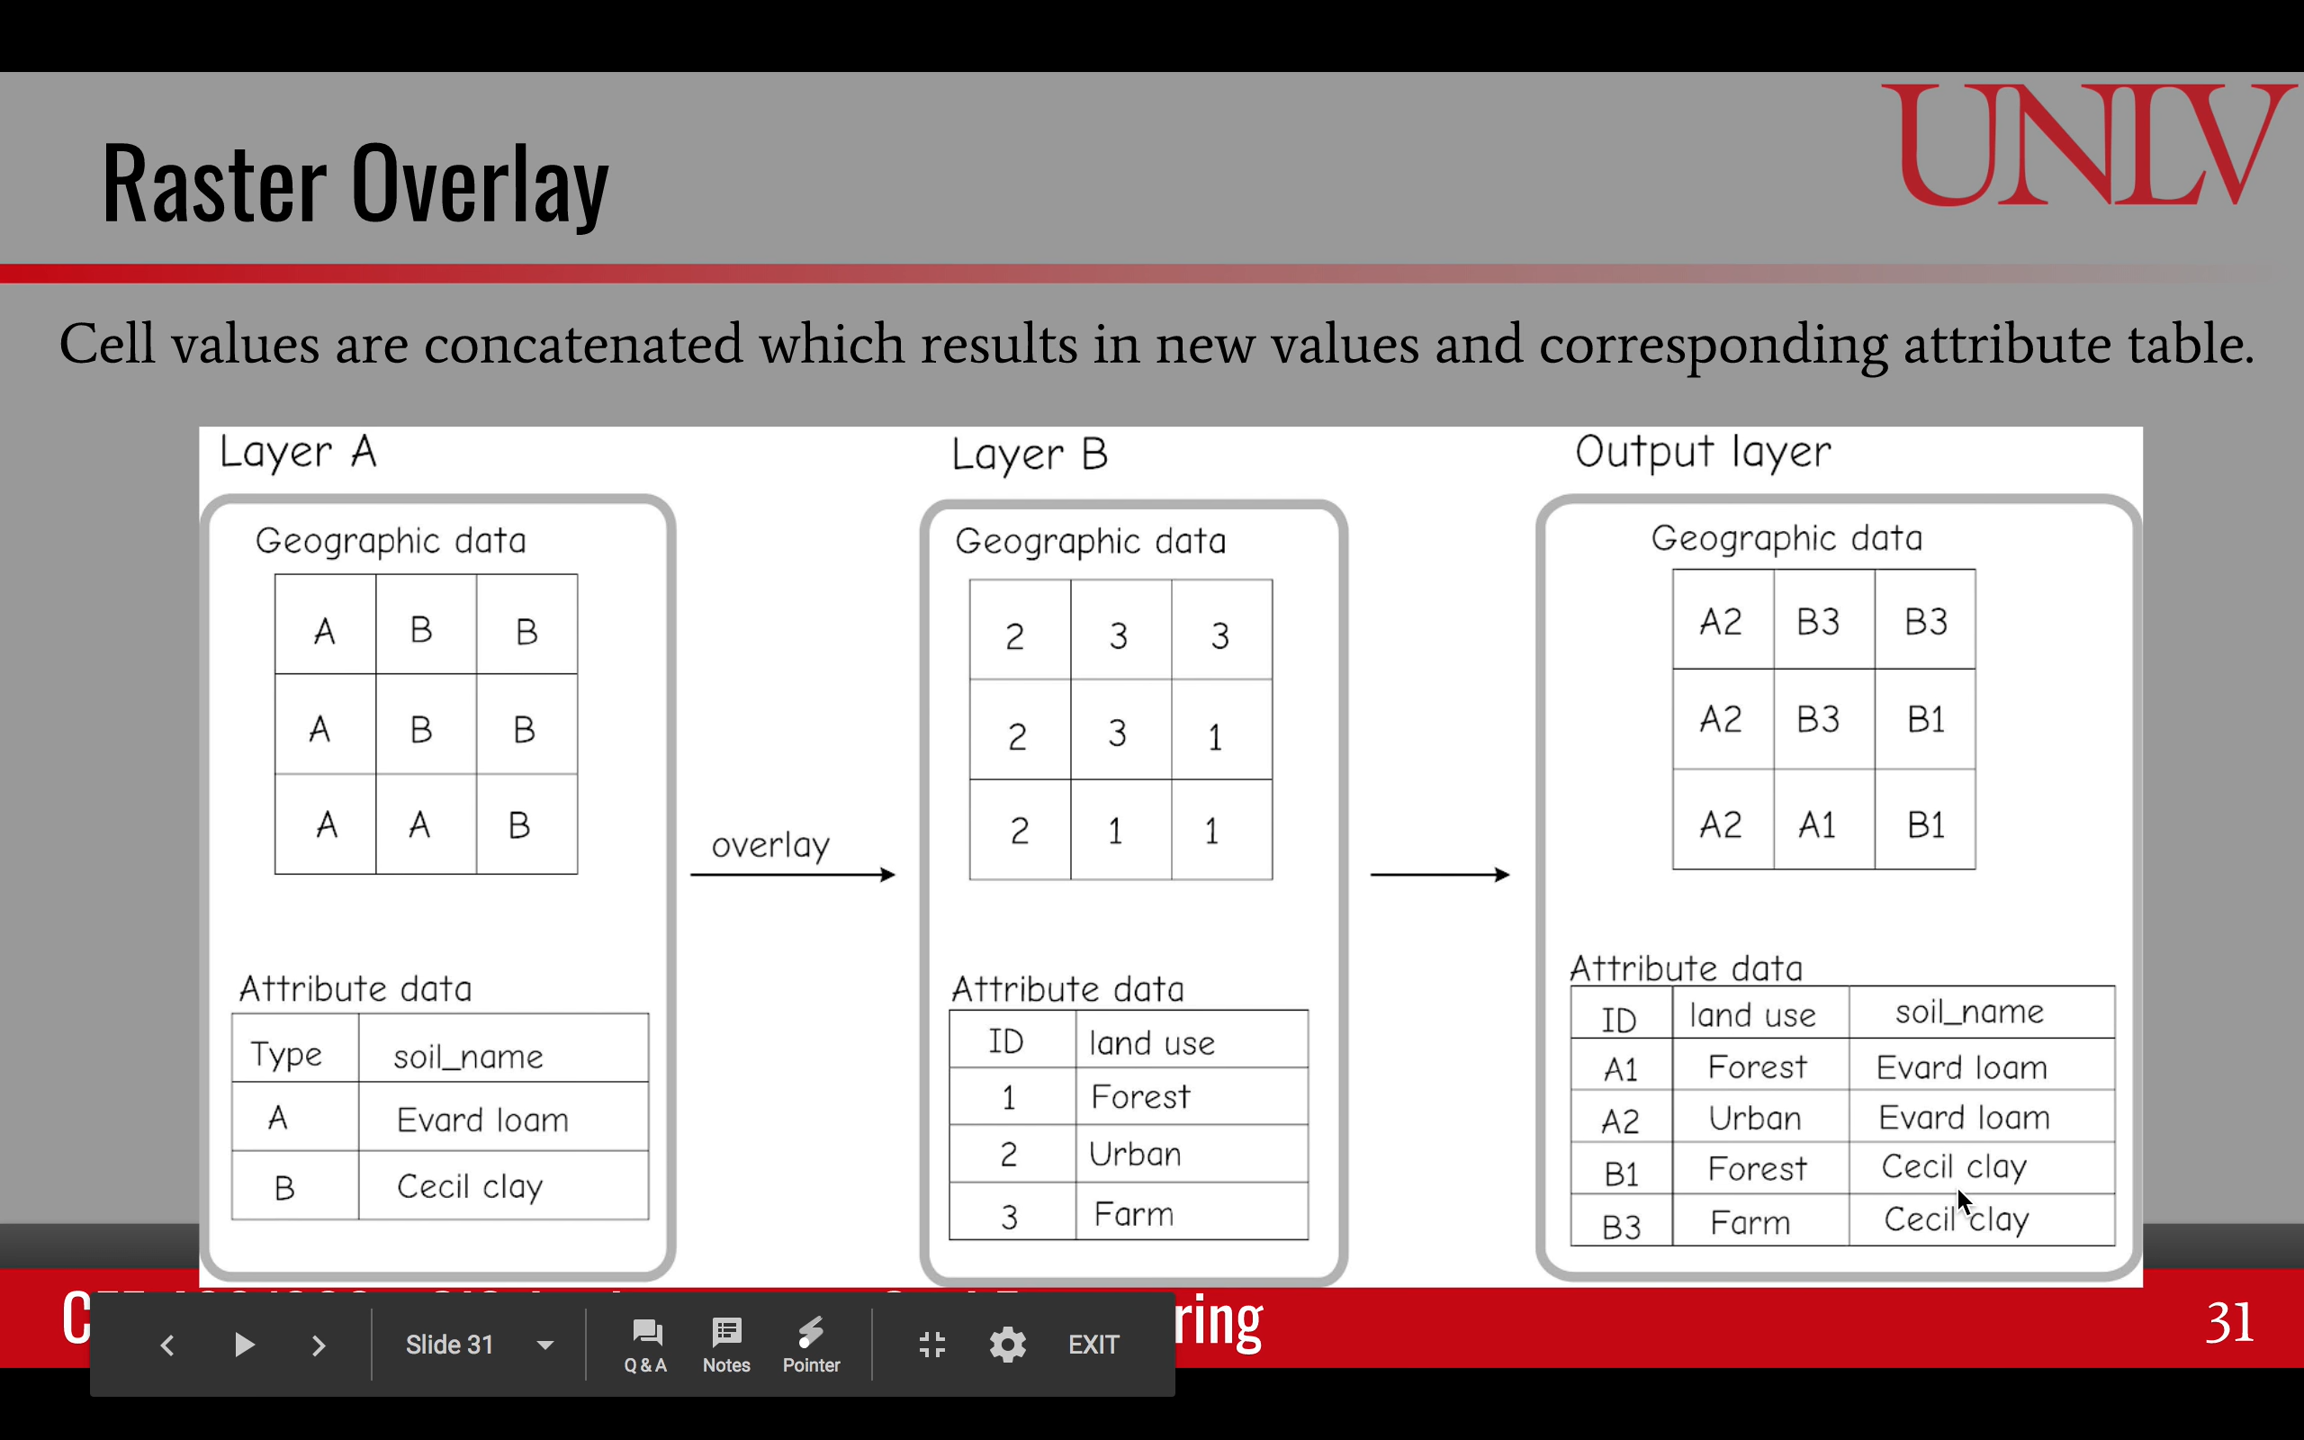 UNLV
Raster Overlay
Cell values are concatenated which results in new values and corresponding attribute table.
Layer A
Geographic data
A B B
A B B
A A B
Attribute data
Type soil_name
A Evard loam
B Cecil clay
overlay
Layer B
Geographic data
2 3 3
2 3 1
2 1 1
Attribute data
ID land use
1 Forest
2 Urban
3 Farm
Output layer
Geographic data
A2 B3 B3
A2 B3 B1
A2 A1 B1
Attribute data
ID land use soil_name
A1 Forest Evard loam
A2 Urban Evard loam
B1 Forest Cecil clay
B3 Farm Cecil clay
31
Slide 31
Q & A
Notes
Pointer
EXIT